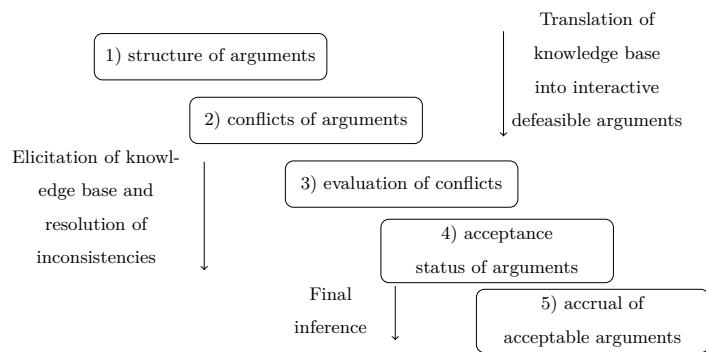 1) structure of arguments
Translation of
knowledge base
into interactive
defeasible arguments
2) conflicts of arguments
Elicitation of knowl-
edge base and
resolution of
inconsistencies
3) evaluation of conflicts
4) acceptance
status of arguments
Final
inference
5) accrual of
acceptable arguments